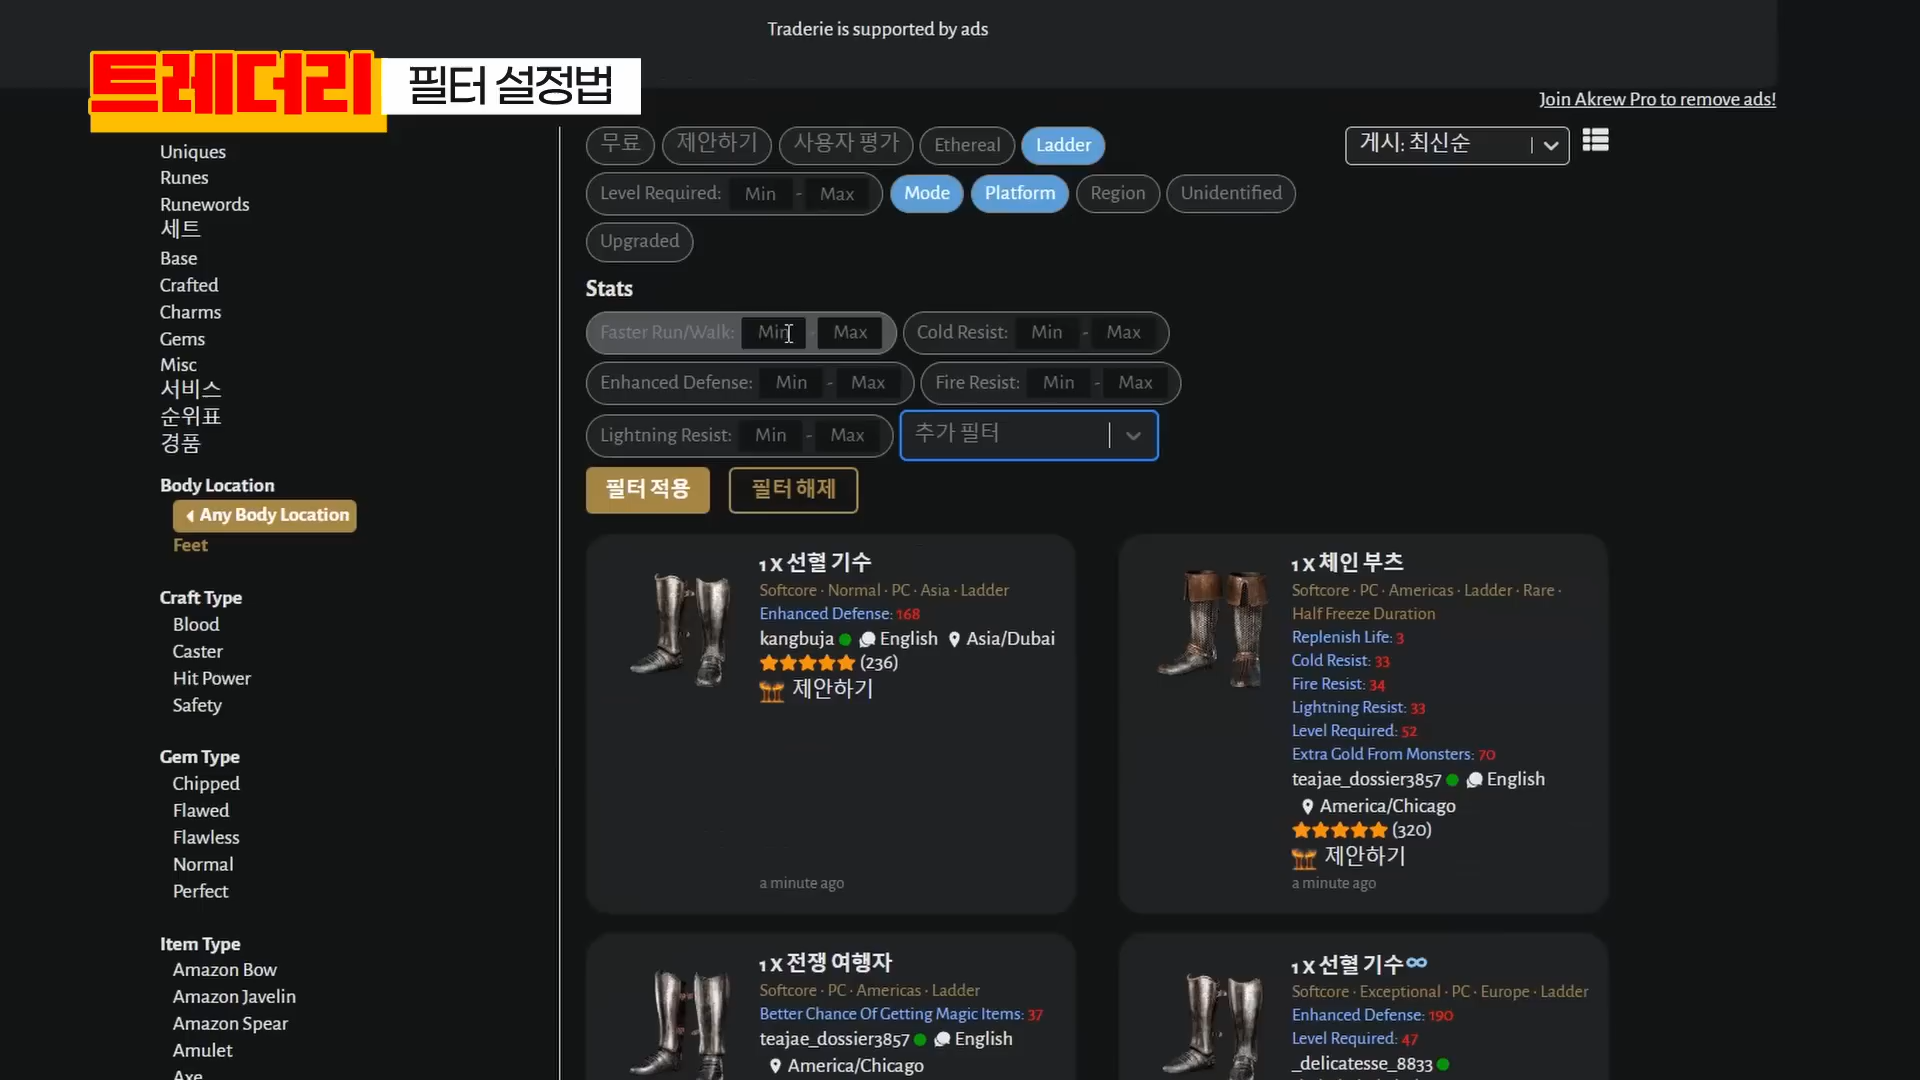 Traderie is supported by ads
트레더리 필터 설정법
Join Akrew Pro to remove ads!
Uniques
Runes
Runewords
세트
Base
Crafted
Charms
Gems
Misc
서비스
순위표
경품
Body Location
Any Body Location
Feet
Craft Type
Blood
Caster
Hit Power
Safety
Gem Type
Chipped
Flawed
Flawless
Normal
Perfect
Item Type
Amazon Bow
Amazon Javelin
Amazon Spear
Amulet
Axe
무료 제안하기 사용자 평가 Ethereal Ladder
게시: 최신순
Level Required: Min - Max Mode Platform Region Unidentified
Upgraded
Stats
Faster Run/Walk: Min - Max Cold Resist: Min - Max
Enhanced Defense: Min - Max Fire Resist: Min - Max
Lightning Resist: Min - Max 추가 필터
필터 적용 필터 해제
1 X 선혈 기수
Softcore · Normal · PC · Asia · Ladder
Enhanced Defense: 168
kangbuja English Asia/Dubai
(236)
제안하기
a minute ago
1 X 체인 부츠
Softcore · PC · Americas · Ladder · Rare ·
Half Freeze Duration
Replenish Life: 3
Cold Resist: 33
Fire Resist: 34
Lightning Resist: 33
Level Required: 52
Extra Gold From Monsters: 70
teajae_dossier3857 English
America/Chicago
(320)
제안하기
a minute ago
1 X 전쟁 여행자
Softcore · PC · Americas · Ladder
Better Chance Of Getting Magic Items: 37
teajae_dossier3857 English
America/Chicago
1 X 선혈 기수∞
Softcore · Exceptional · PC · Europe · Ladder
Enhanced Defense: 190
Level Required: 47
_delicatesse_8833